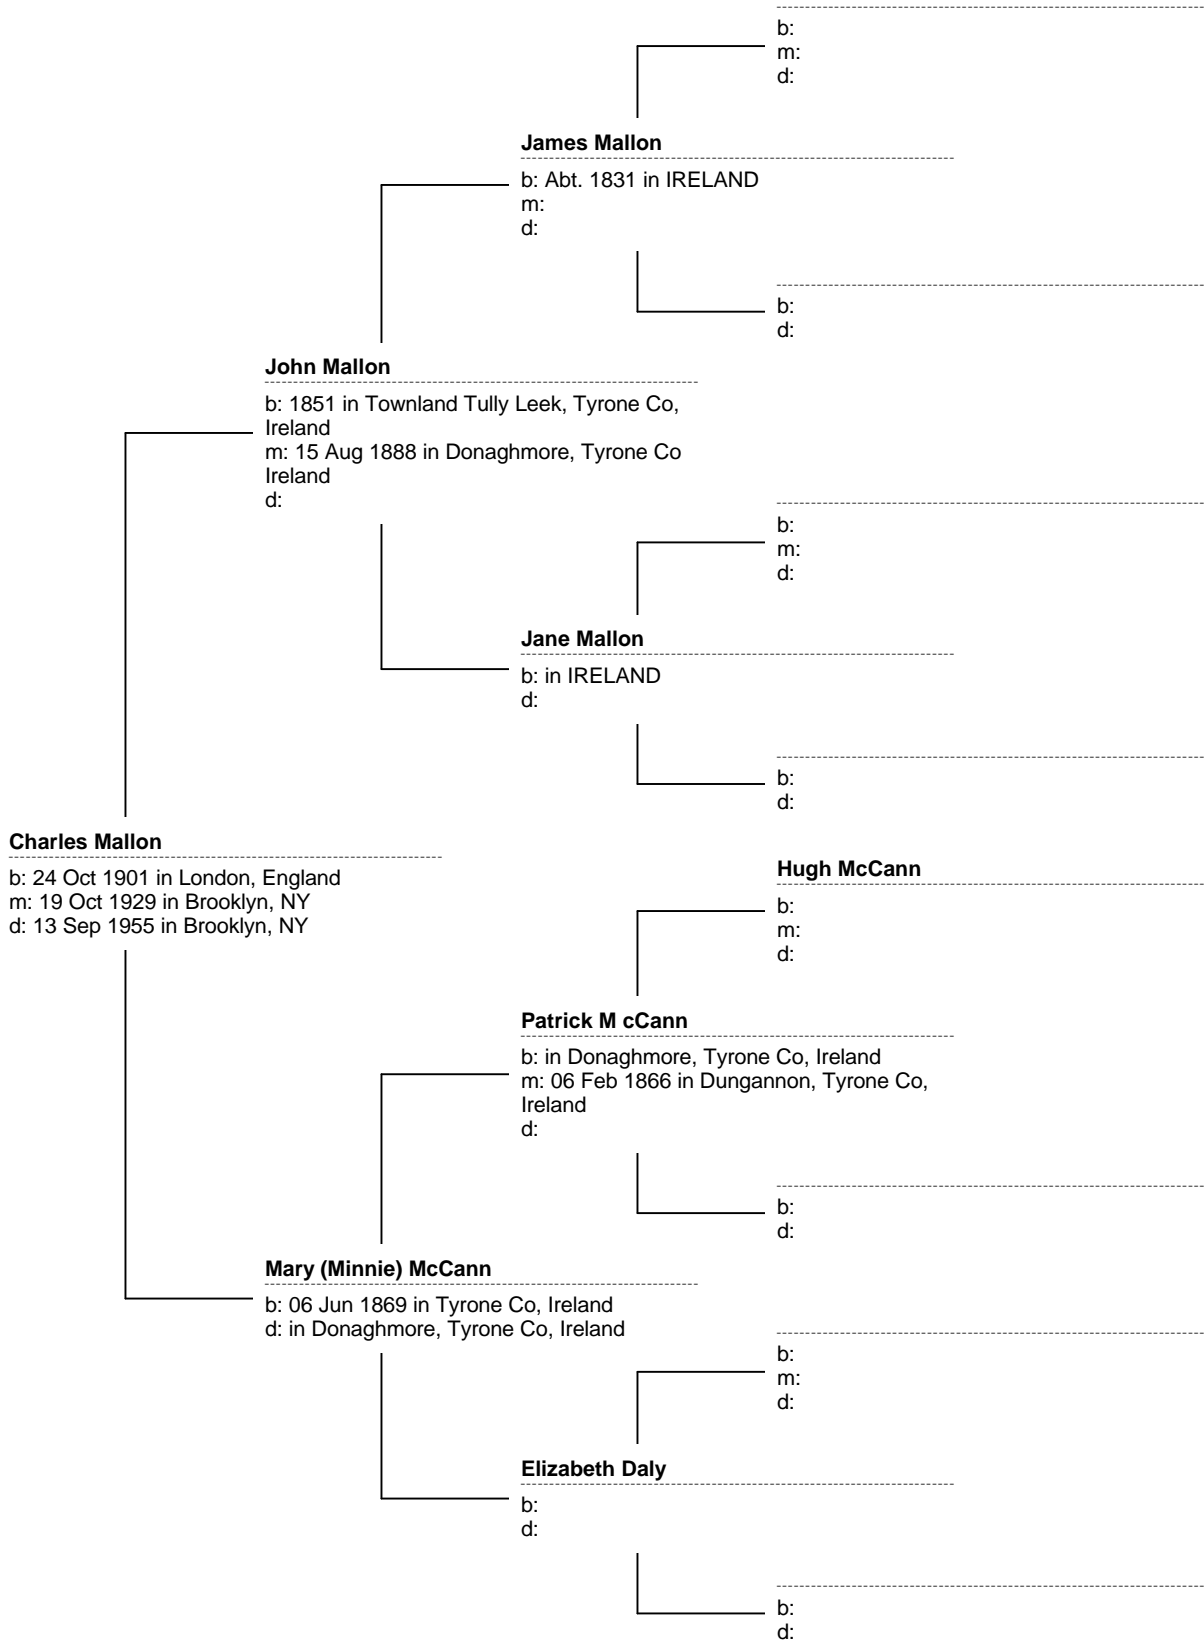 b:
m:
d:
James Mallon
b: Abt. 1831 in IRELAND
m:
d:
b:
d:
John Mallon
b: 1851 in Townland Tully Leek, Tyrone Co,
Ireland
m: 15 Aug 1888 in Donaghmore, Tyrone Co
Ireland
d:
b:
m:
d:
Jane Mallon
b: in IRELAND
d:
b:
d:
Charles Mallon
b: 24 Oct 1901 in London, England
m: 19 Oct 1929 in Brooklyn, NY
d: 13 Sep 1955 in Brooklyn, NY
Hugh McCann
b:
m:
d:
Patrick M cCann
b: in Donaghmore, Tyrone Co, Ireland
m: 06 Feb 1866 in Dungannon, Tyrone Co,
Ireland
d:
b:
d:
Mary (Minnie) McCann
b: 06 Jun 1869 in Tyrone Co, Ireland
d: in Donaghmore, Tyrone Co, Ireland
b:
m:
d:
Elizabeth Daly
b:
d:
b:
d: